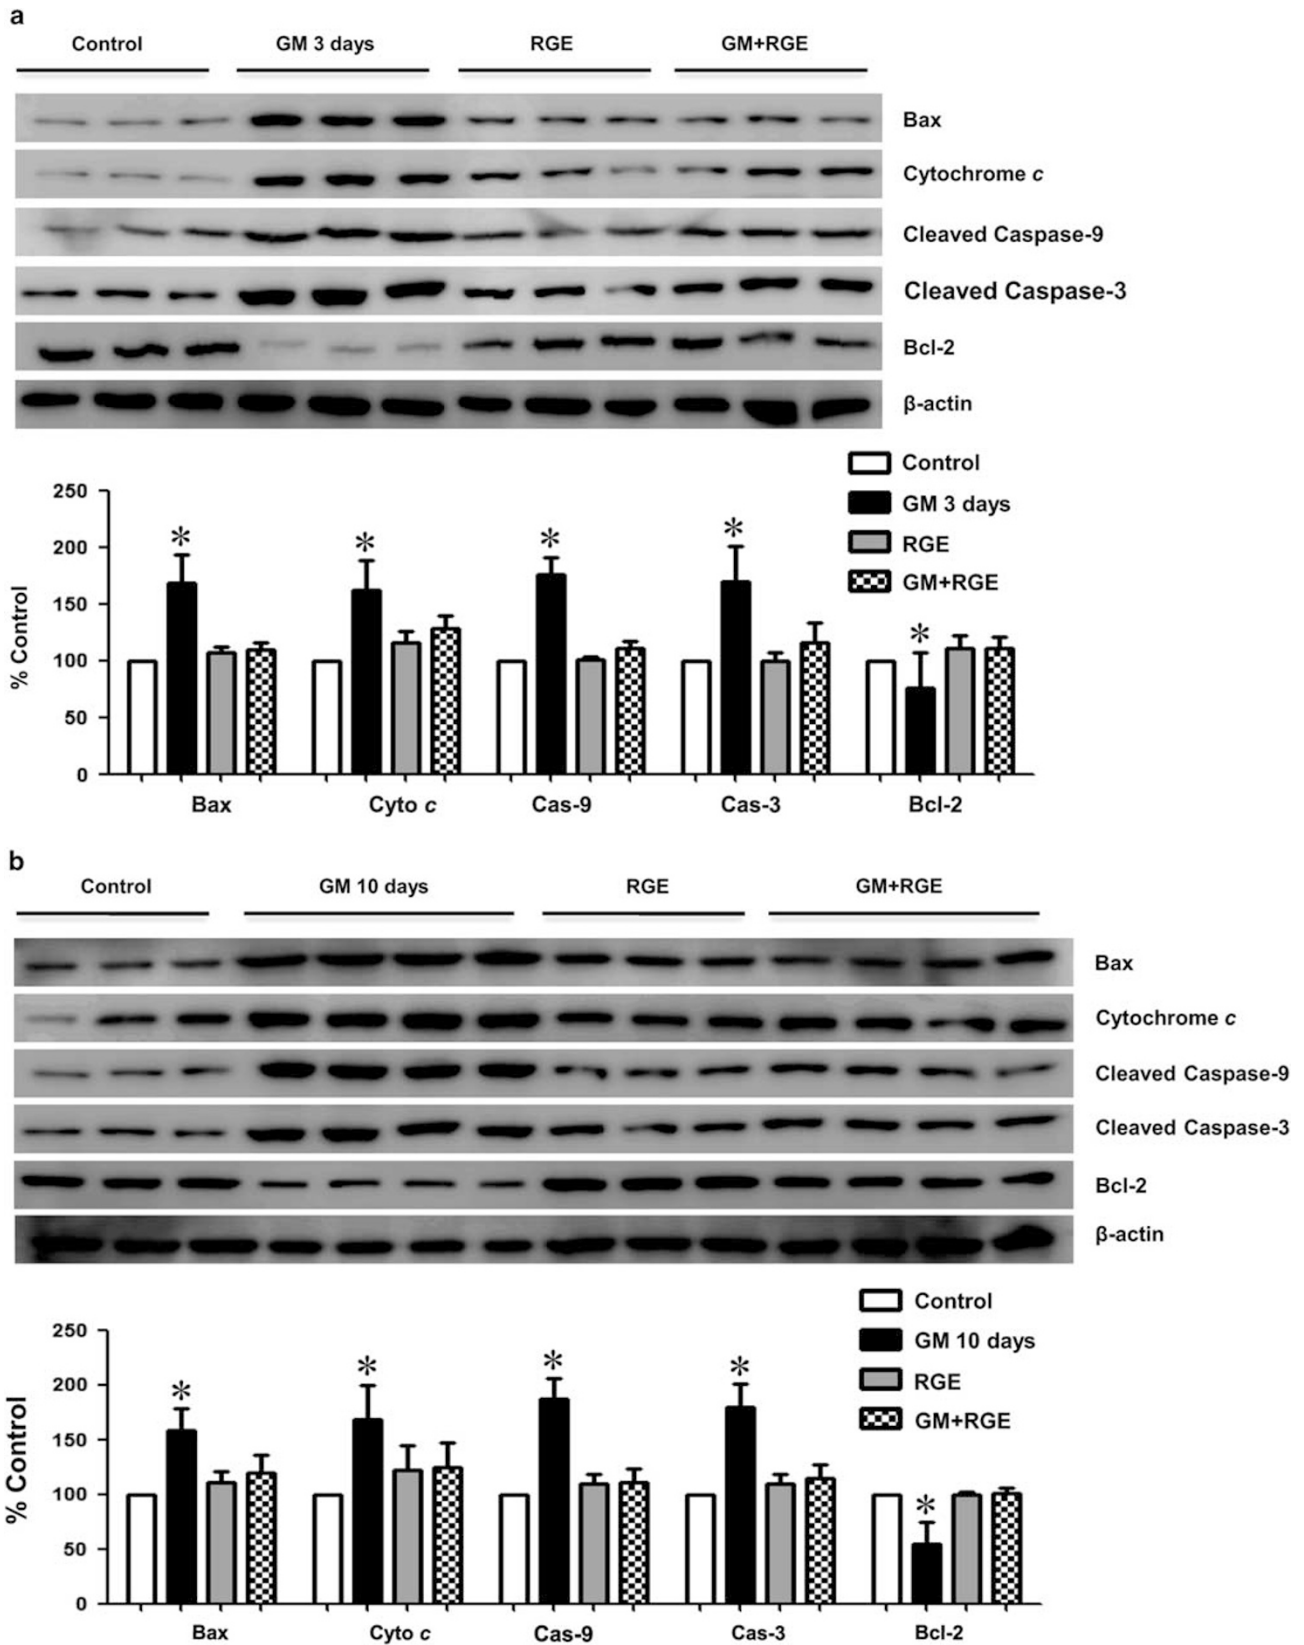 a
Control GM 3 days RGE GM+RGE
Bax
Cytochrome c
Cleaved Caspase-9
Cleaved Caspase-3
Bcl-2
β-actin
Control
GM 3 days
RGE
GM+RGE
% Control
250
200
150
100
50
0
* * * * *
Bax Cyto c Cas-9 Cas-3 Bcl-2
b
Control GM 10 days RGE GM+RGE
Bax
Cytochrome c
Cleaved Caspase-9
Cleaved Caspase-3
Bcl-2
β-actin
Control
GM 10 days
RGE
GM+RGE
% Control
250
200
150
100
50
0
* * * * *
Bax Cyto c Cas-9 Cas-3 Bcl-2